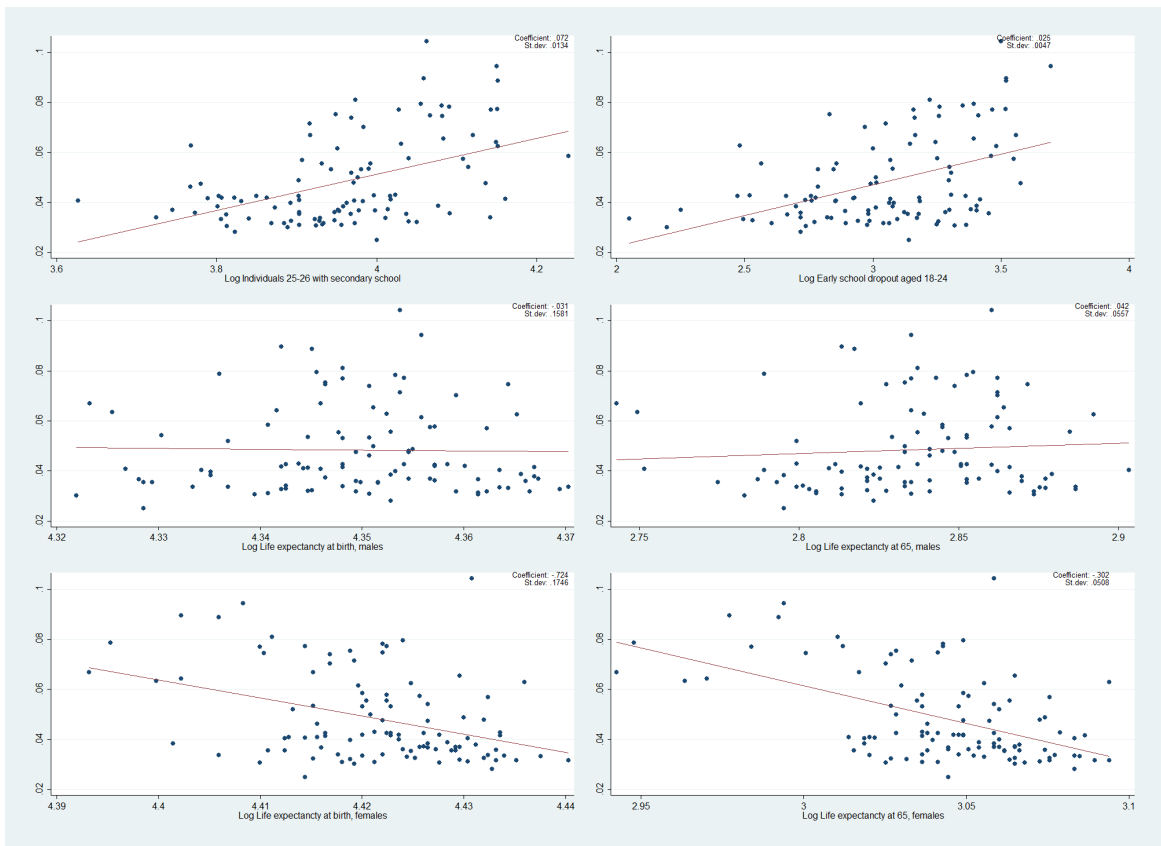 Coefficient: .072
St.dev: .0134
.1
.08
.06
.04
.02
3.6 3.8 4 4.2
Log Individuals 25-26 with secondary school
Coefficient: .025
St.dev: .0047
.1
.08
.06
.04
.02
2 2.5 3 3.5 4
Log Early school dropout aged 18-24
Coefficient: -.031
St.dev: .1581
.1
.08
.06
.04
.02
4.32 4.33 4.34 4.35 4.36 4.37
Log Life expectancy at birth, males
Coefficient: .042
St.dev: .0557
.1
.08
.06
.04
.02
2.75 2.8 2.85 2.9
Log Life expectancy at 65, males
Coefficient: -.724
St.dev: .1746
.1
.08
.06
.04
.02
4.39 4.4 4.41 4.42 4.43 4.44
Log Life expectancy at birth, females
Coefficient: -.302
St.dev: .0508
.1
.08
.06
.04
.02
2.95 3 3.05 3.1
Log Life expectancy at 65, females